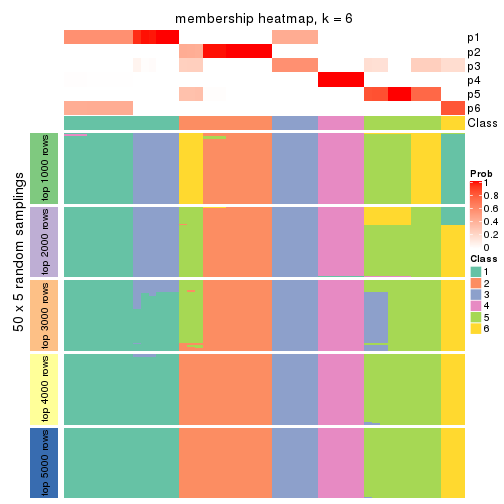 membership heatmap, k = 6
p1
p2
p3
p4
p5
p6
Class
50 x 5 random samplings
top 1000 rows
top 2000 rows
top 3000 rows
top 4000 rows
top 5000 rows
Prob
1
0.8
0.6
0.4
0.2
0
Class
1
2
3
4
5
6